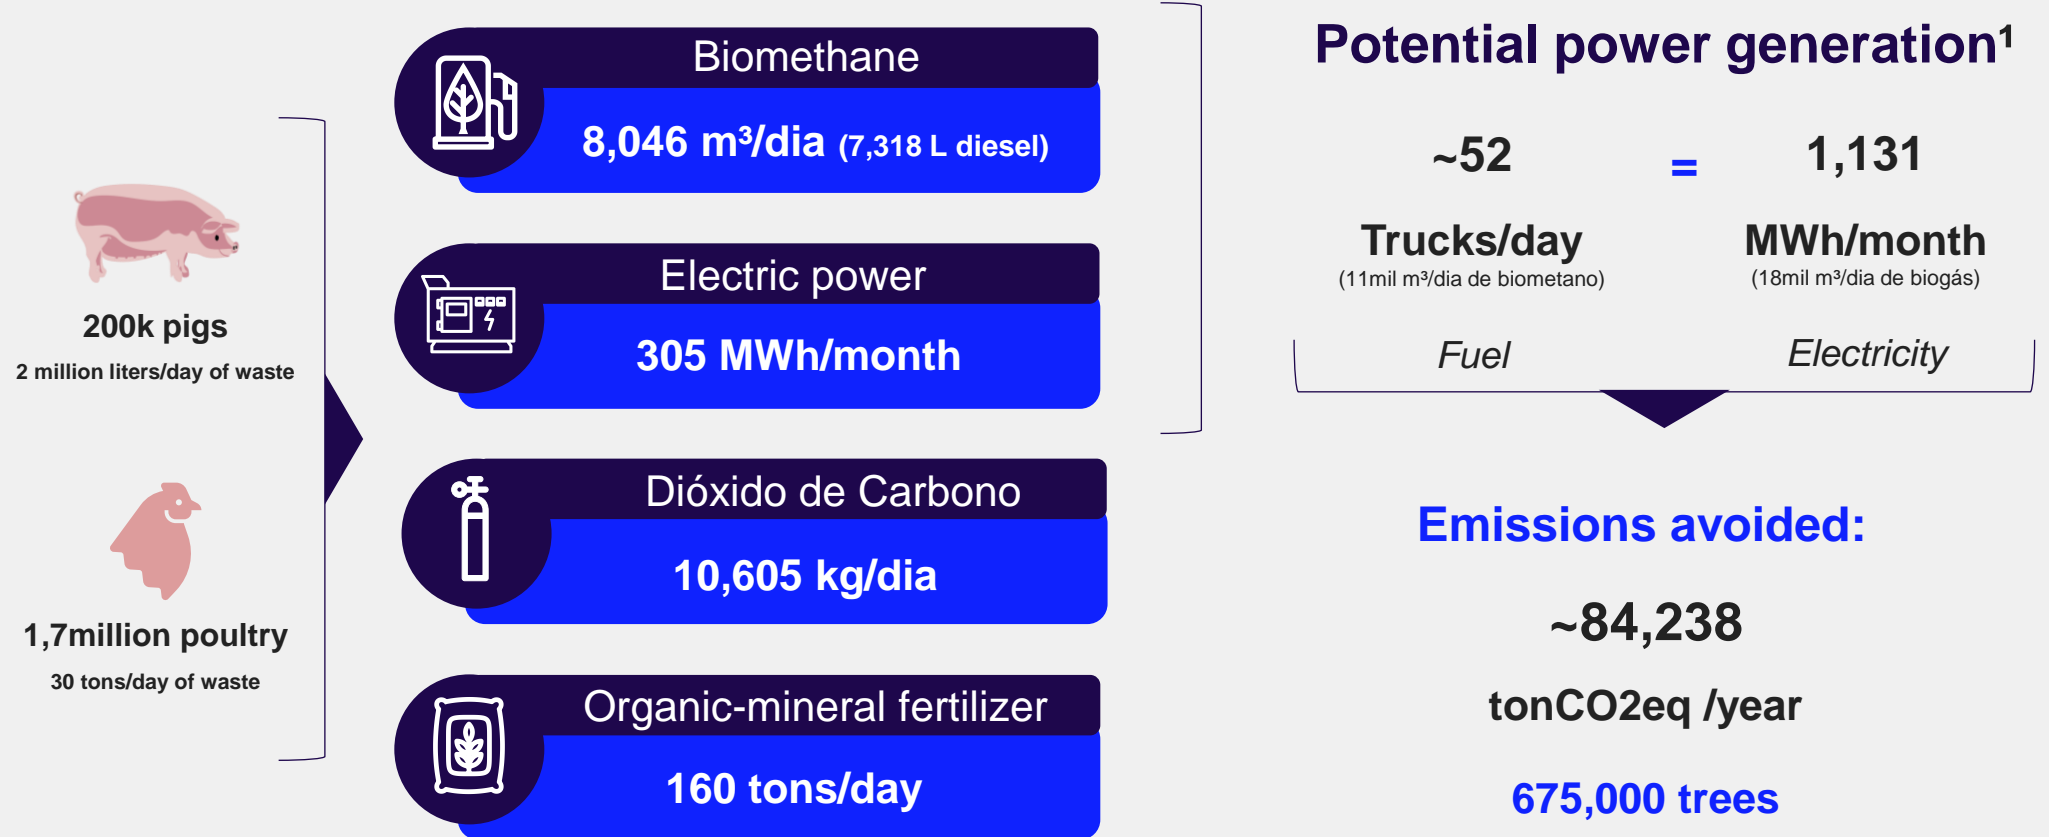 200k pigs
2 million liters/day of waste
1,7million poultry
30 tons/day of waste
Biomethane
8,046 m³/dia (7,318 L diesel)
Electric power
305 MWh/month
Dióxido de Carbono
10,605 kg/dia
Organic-mineral fertilizer
160 tons/day
Potential power generation¹
~52 = 1,131
Trucks/day MWh/month
(11mil m³/dia de biometano) (18mil m³/dia de biogás)
Fuel Electricity
Emissions avoided:
~84,238
tonCO2eq /year
675,000 trees